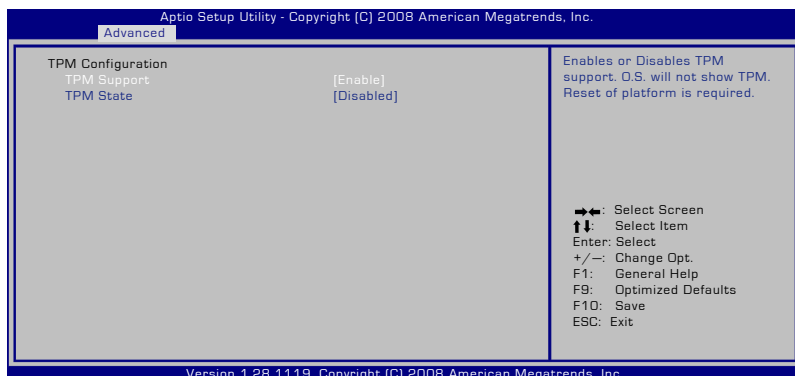 Aptio Setup Utility - Copyright (C) 2008 American Megatrends, Inc.
Advanced
TPM Configuration
TPM Support [Enable]
TPM State [Disabled]
Enables or Disables TPM
support. O.S. will not show TPM.
Reset of platform is required.
→←: Select Screen
↑↓: Select Item
Enter: Select
+/—: Change Opt.
F1: General Help
F9: Optimized Defaults
F10: Save
ESC: Exit
Version 1.28.1119. Copyright (C) 2008 American Megatrends, Inc.